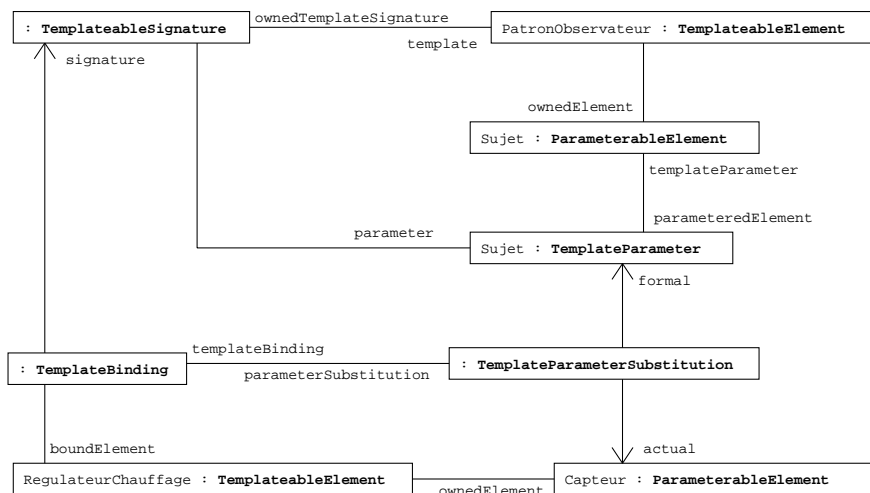 : TemplateableSignature
ownedTemplateSignature
template
PatronObservateur : TemplateableElement
signature
ownedElement
Sujet : ParameterableElement
templateParameter
parameteredElement
parameter
Sujet : TemplateParameter
formal
templateBinding
: TemplateBinding
parameterSubstitution
: TemplateParameterSubstitution
boundElement
actual
RegulateurChauffage : TemplateableElement
ownedElement
Capteur : ParameterableElement